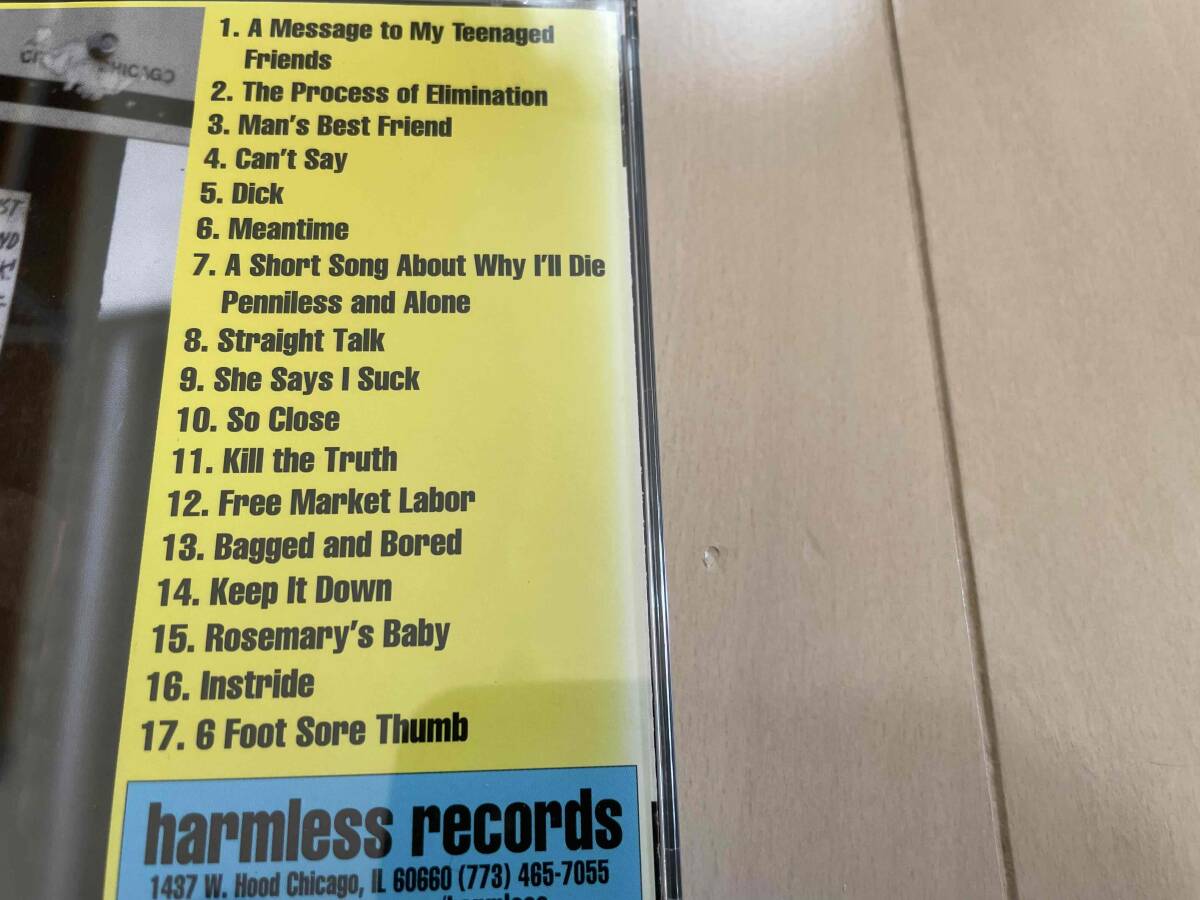 CHICAGO
1. A Message to My Teenaged
Friends
2. The Process of Elimination
3. Man's Best Friend
4. Can't Say
5. Dick
6. Meantime
7. A Short Song About Why I'll Die
Penniless and Alone
8. Straight Talk
9. She Says I Suck
10. So Close
11. Kill the Truth
12. Free Market Labor
13. Bagged and Bored
14. Keep It Down
15. Rosemary's Baby
16. Instride
17. 6 Foot Sore Thumb
harmless records
1437 W. Hood Chicago, IL 60660 (773) 465-7055